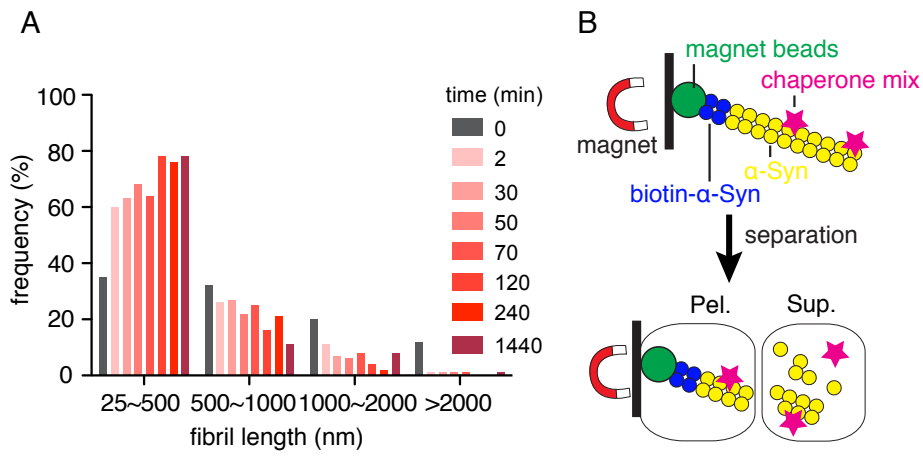 A
frequency (%)
100
80
60
40
20
0
25~500 500~1000 1000~2000 >2000
fibril length (nm)
time (min)
0
2
30
50
70
120
240
1440
B
magnet beads
chaperone mix
magnet
α-Syn
biotin-α-Syn
separation
Pel. Sup.